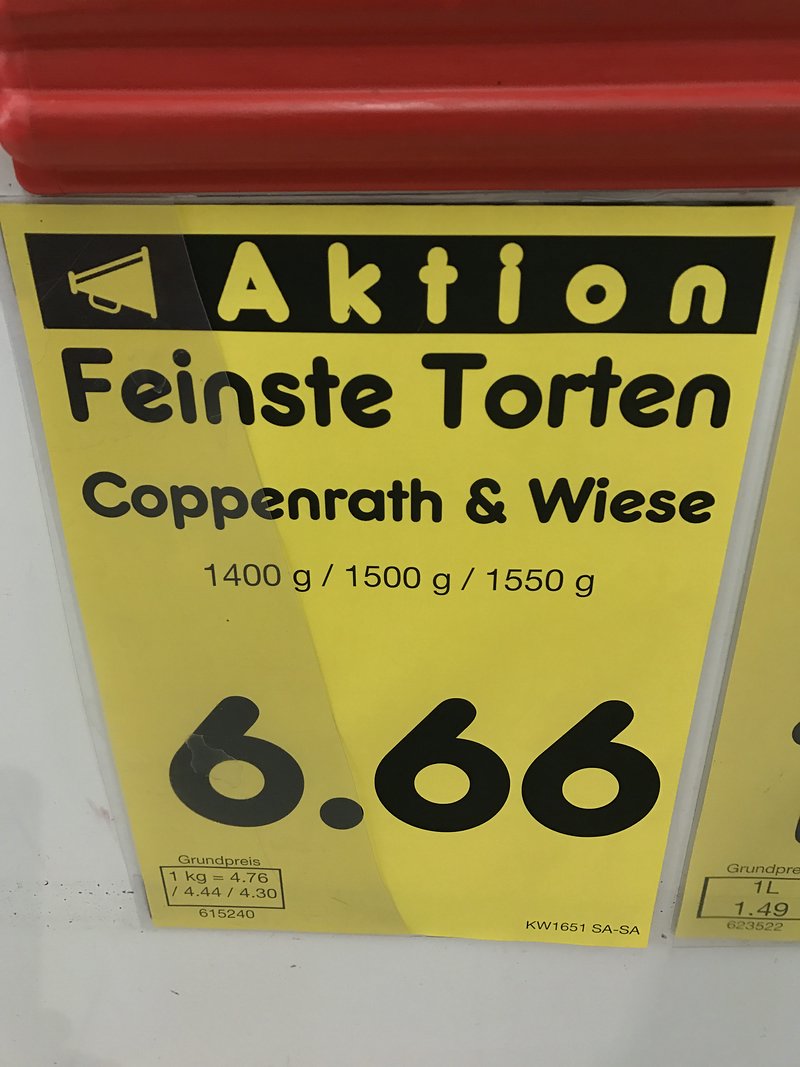 Aktion
Feinste Torten
Coppenrath & Wiese
1400 g / 1500 g / 1550 g
6.66
Grundpreis
1 kg = 4.76
/ 4.44 / 4.30
615240
KW1651 SA-SA
1L
1.49
623522